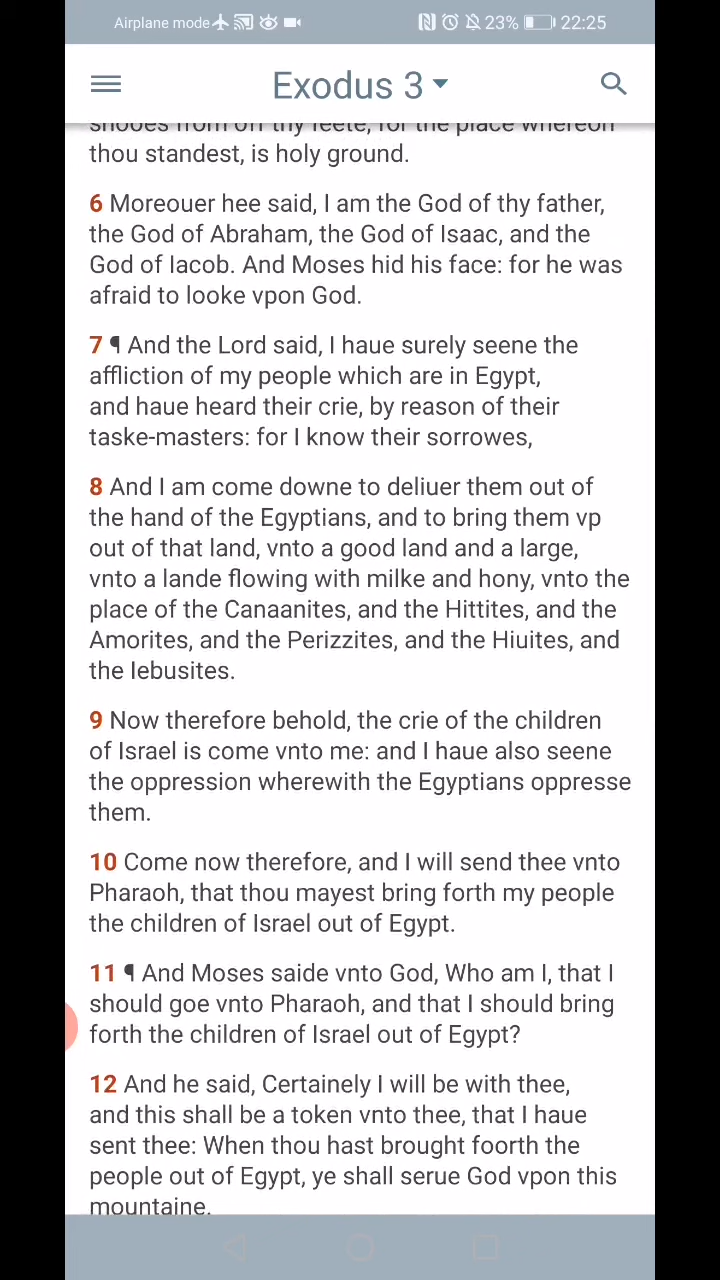 Airplane mode 23% 22:25
Exodus 3
shooes from off thy feete, for the place whereon
thou standest, is holy ground.
6 Moreouer hee said, I am the God of thy father,
the God of Abraham, the God of Isaac, and the
God of Iacob. And Moses hid his face: for he was
afraid to looke vpon God.
7 ¶ And the Lord said, I haue surely seene the
affliction of my people which are in Egypt,
and haue heard their crie, by reason of their
taske-masters: for I know their sorrowes,
8 And I am come downe to deliuer them out of
the hand of the Egyptians, and to bring them vp
out of that land, vnto a good land and a large,
vnto a lande flowing with milke and hony, vnto the
place of the Canaanites, and the Hittites, and the
Amorites, and the Perizzites, and the Hiuites, and
the Iebusites.
9 Now therefore behold, the crie of the children
of Israel is come vnto me: and I haue also seene
the oppression wherewith the Egyptians oppresse
them.
10 Come now therefore, and I will send thee vnto
Pharaoh, that thou mayest bring forth my people
the children of Israel out of Egypt.
11 ¶ And Moses saide vnto God, Who am I, that I
should goe vnto Pharaoh, and that I should bring
forth the children of Israel out of Egypt?
12 And he said, Certainely I will be with thee,
and this shall be a token vnto thee, that I haue
sent thee: When thou hast brought foorth the
people out of Egypt, ye shall serue God vpon this
mountaine.